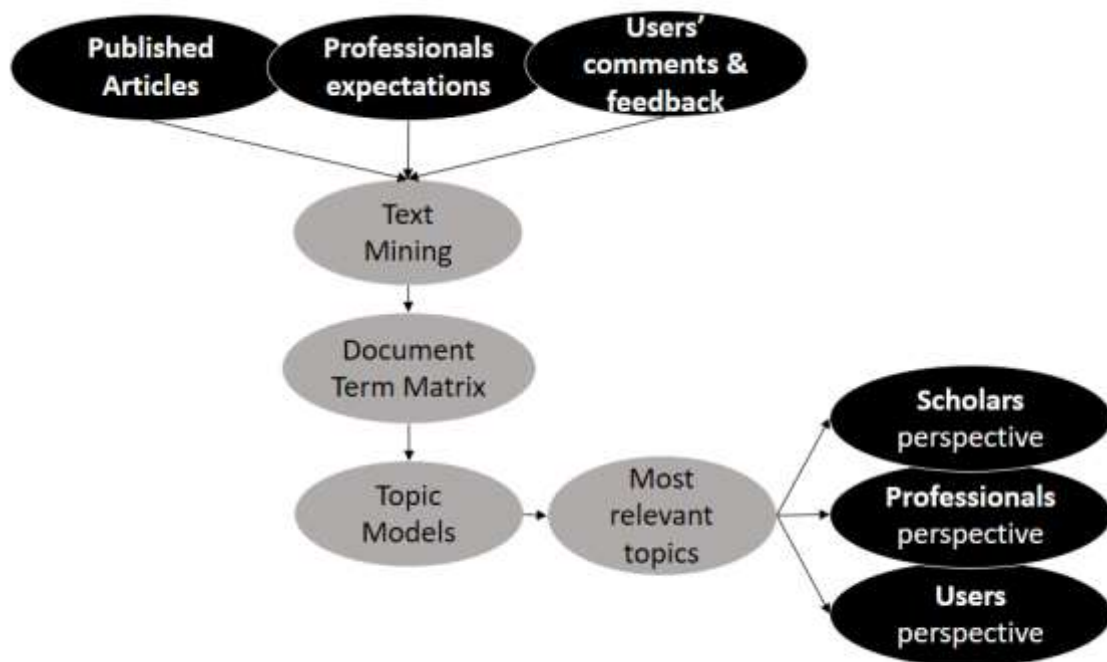 Published
Articles
Professionals
expectations
Users'
comments &
feedback
Text
Mining
Document
Term Matrix
Topic
Models
Most
relevant
topics
Scholars
perspective
Professionals
perspective
Users
perspective